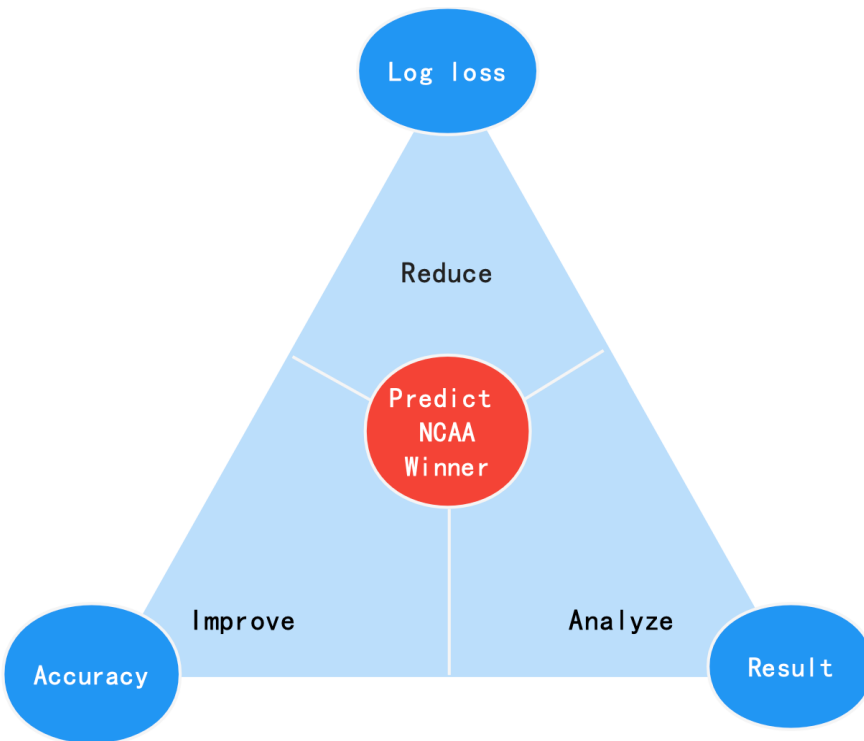 Log loss
Reduce
Predict
NCAA
Winner
Improve
Analyze
Accuracy
Result